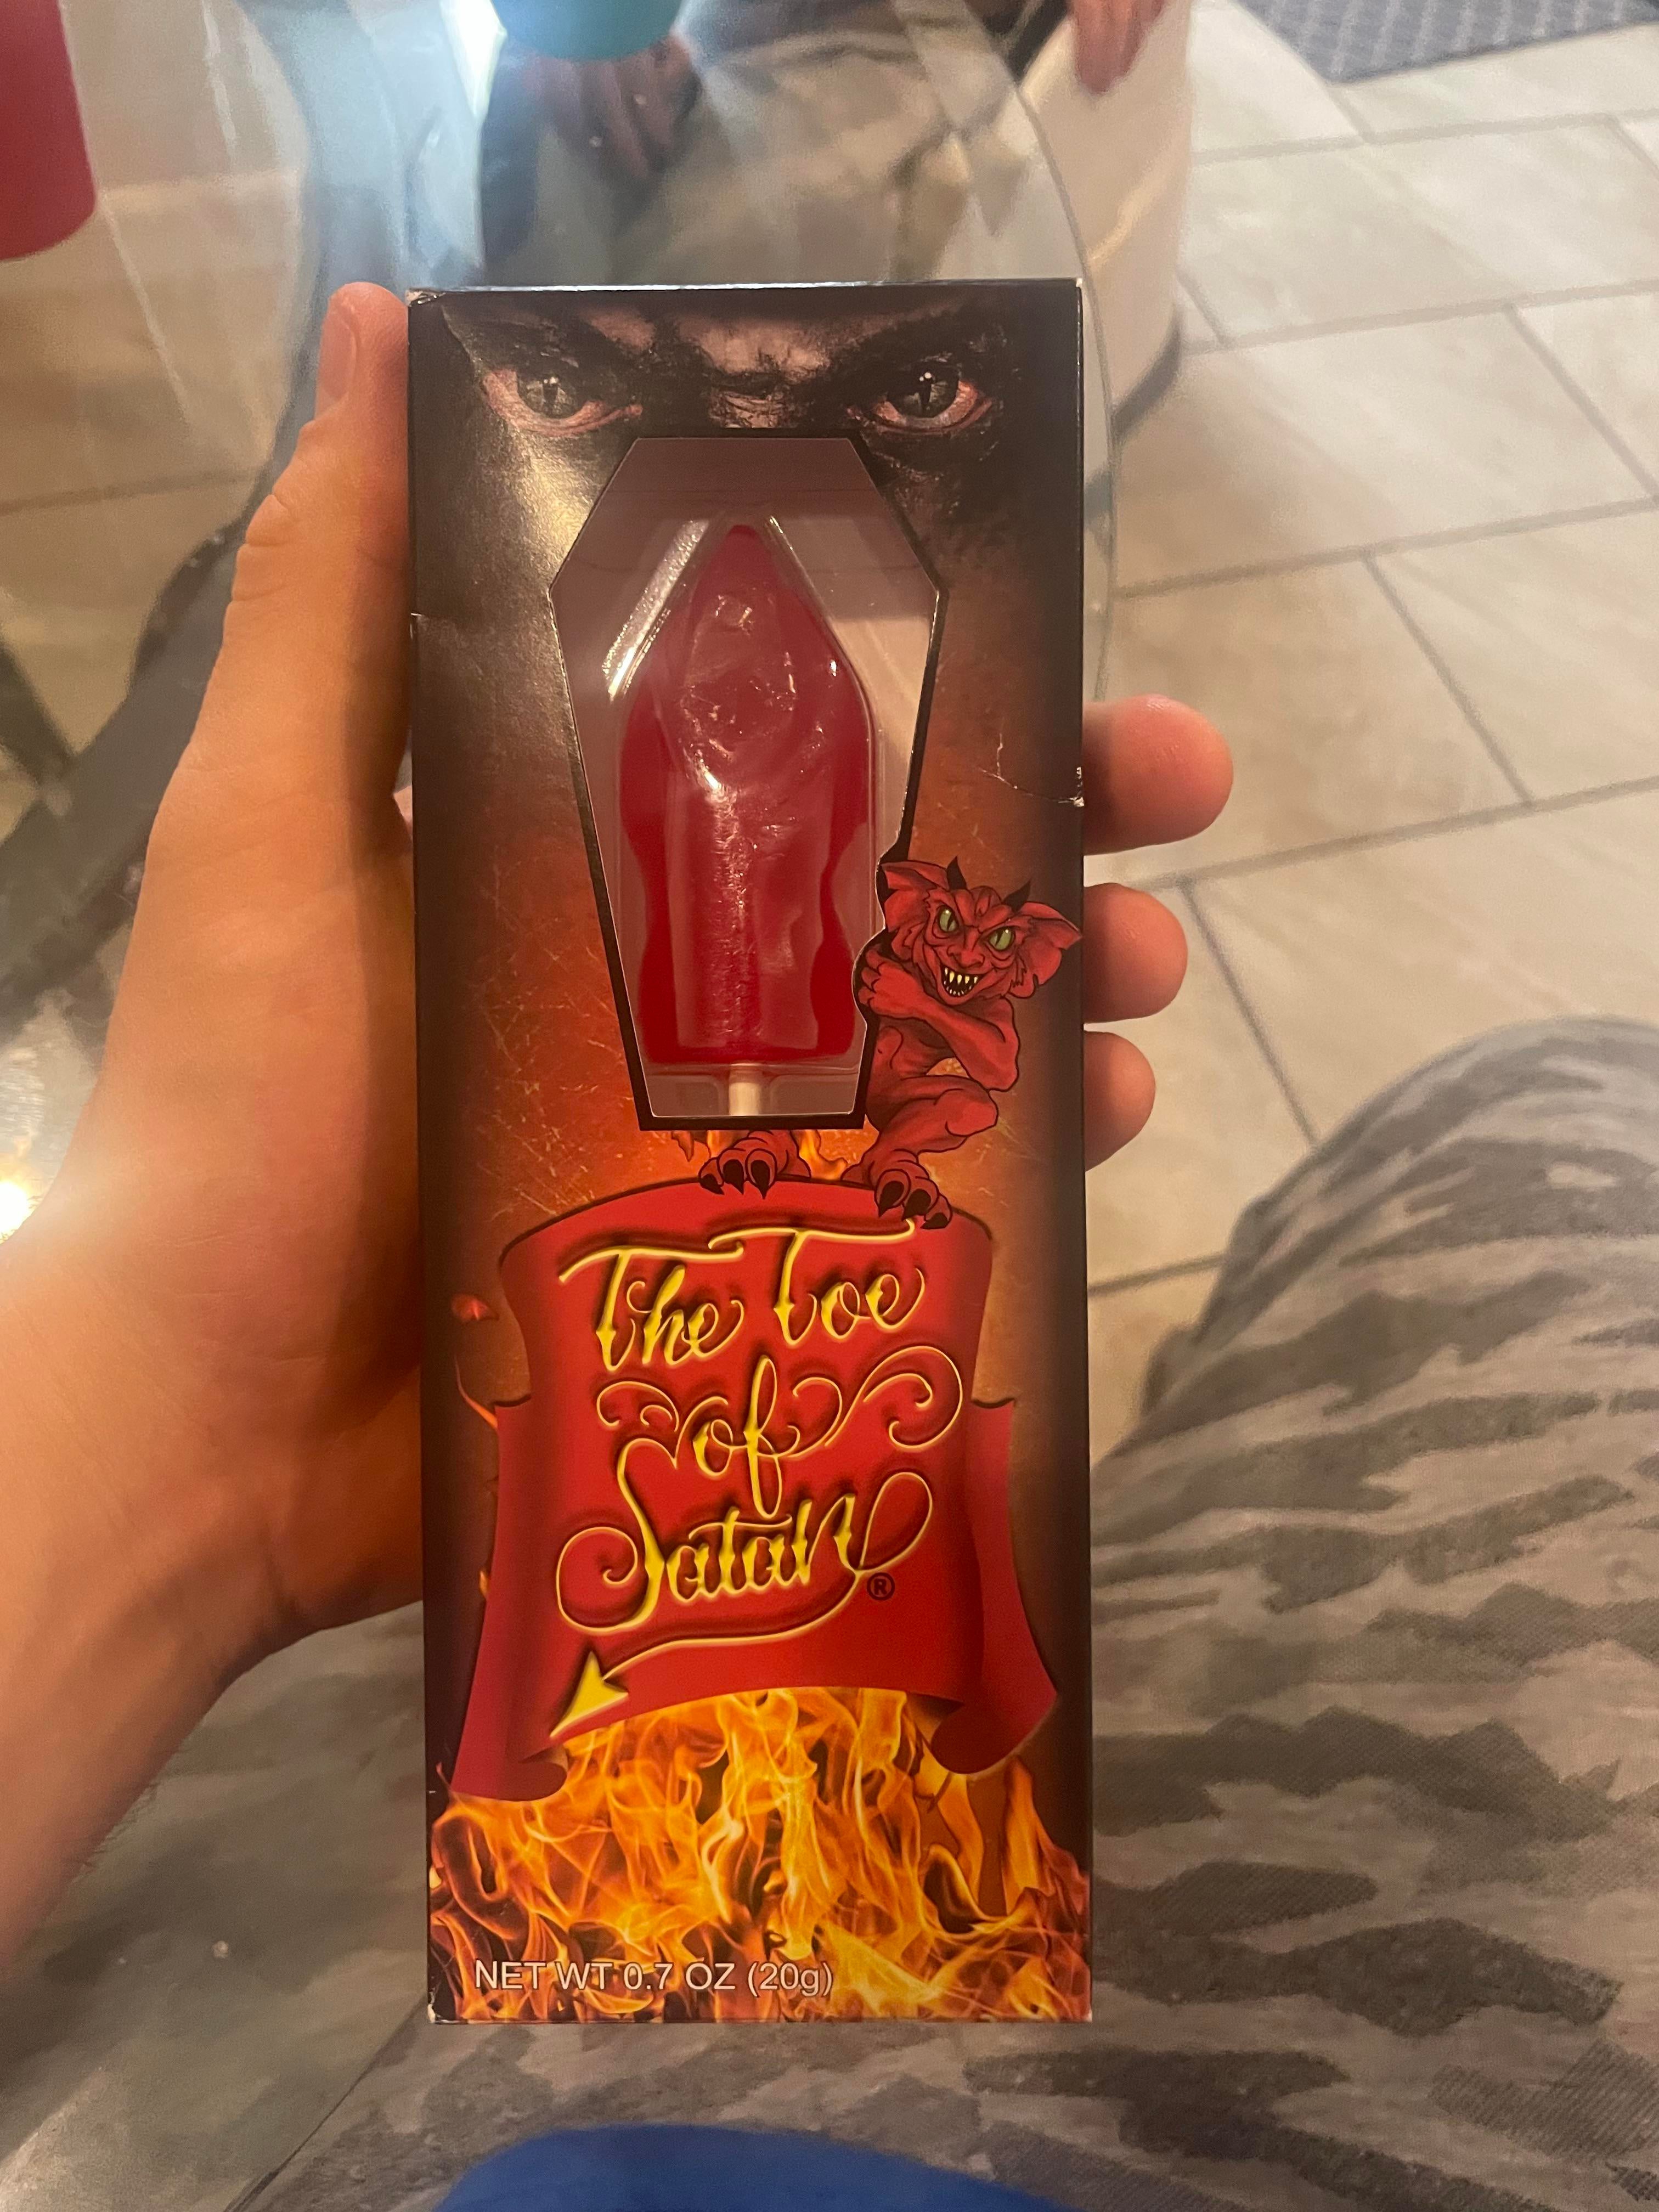 The Toe
of
Satan®
NET WT 0.7 OZ (20g)